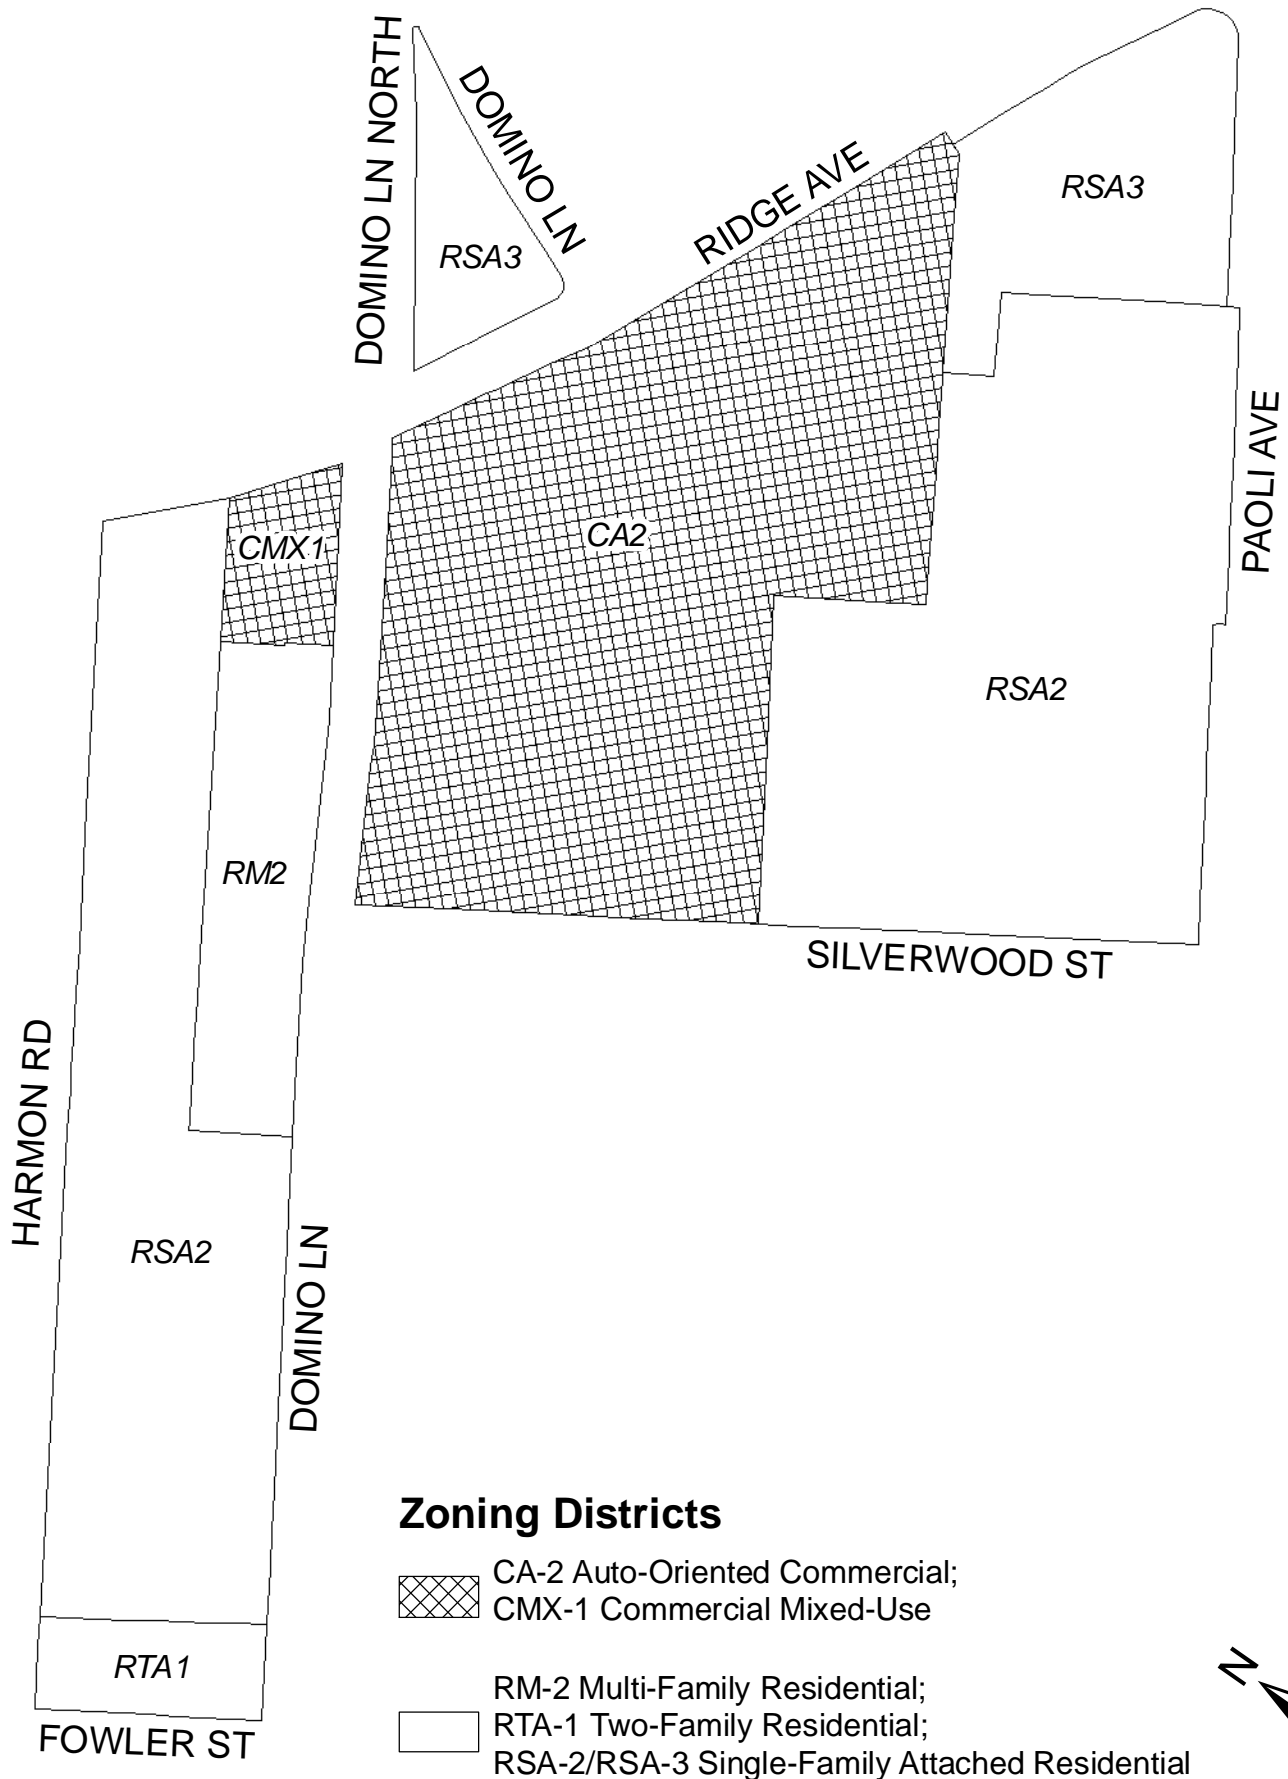 DOMINO LN NORTH
DOMINO LN
RSA3
RIDGE AVE
RSA3
CMX1
CA2
PAOLI AVE
RSA2
RM2
SILVERWOOD ST
HARMON RD
RSA2
DOMINO LN
RTA1
FOWLER ST
Zoning Districts
CA-2 Auto-Oriented Commercial;
CMX-1 Commercial Mixed-Use
RM-2 Multi-Family Residential;
RTA-1 Two-Family Residential;
RSA-2/RSA-3 Single-Family Attached Residential
N